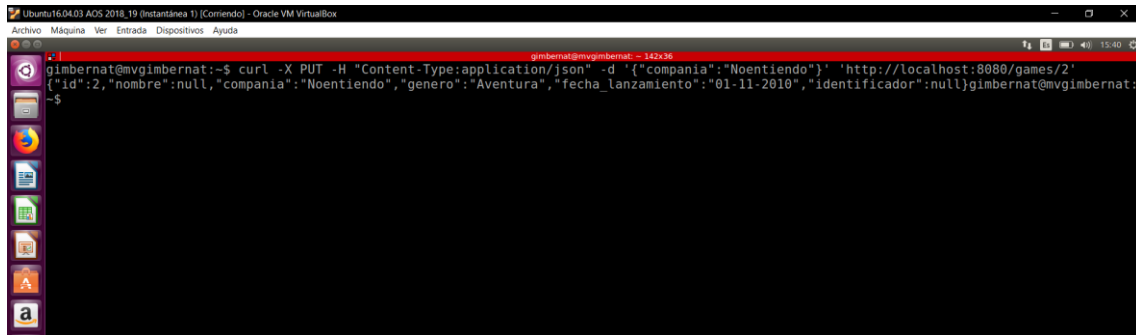 Ubuntu16.04.03 AOS 2018_19 (Instantánea 1) [Corriendo] - Oracle VM VirtualBox
Archivo Máquina Ver Entrada Dispositivos Ayuda
Es 15:40
gimbernat@mvgimbernat: ~ 142x36
gimbernat@mvgimbernat:~$ curl -X PUT -H "Content-Type:application/json" -d '{"compania":"Noentiendo"}' 'http://localhost:8080/games/2'
{"id":2,"nombre":null,"compania":"Noentiendo","genero":"Aventura","fecha_lanzamiento":"01-11-2010","identificador":null}gimbernat@mvgimbernat:
~$